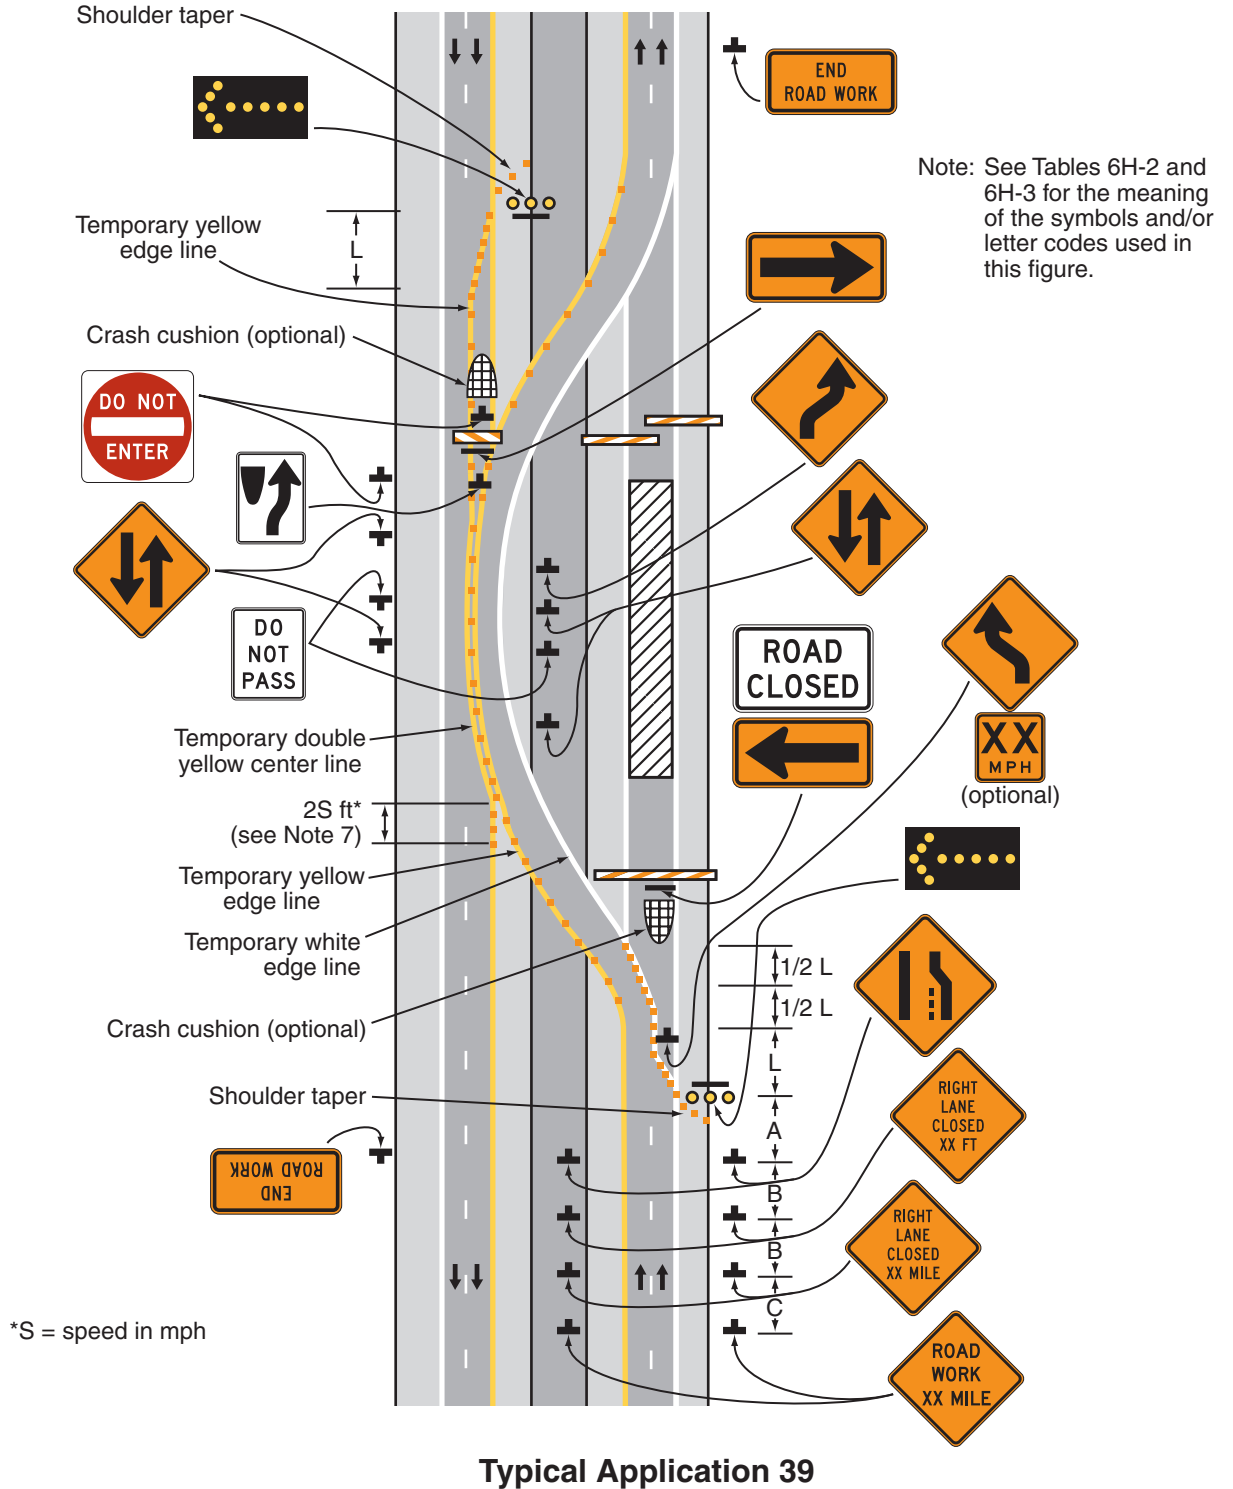 Shoulder taper
END
ROAD WORK
Note: See Tables 6H-2 and
6H-3 for the meaning
of the symbols and/or
letter codes used in
this figure.
Temporary yellow
edge line
L
Crash cushion (optional)
DO NOT
ENTER
DO
NOT
PASS
ROAD
CLOSED
XX
MPH
(optional)
Temporary double
yellow center line
2S ft*
(see Note 7)
Temporary yellow
edge line
Temporary white
edge line
1/2 L
1/2 L
Crash cushion (optional)
L
Shoulder taper
RIGHT
LANE
CLOSED
XX FT
A
END
ROAD WORK
B
RIGHT
LANE
CLOSED
XX MILE
B
C
*S = speed in mph
ROAD
WORK
XX MILE
Typical Application 39